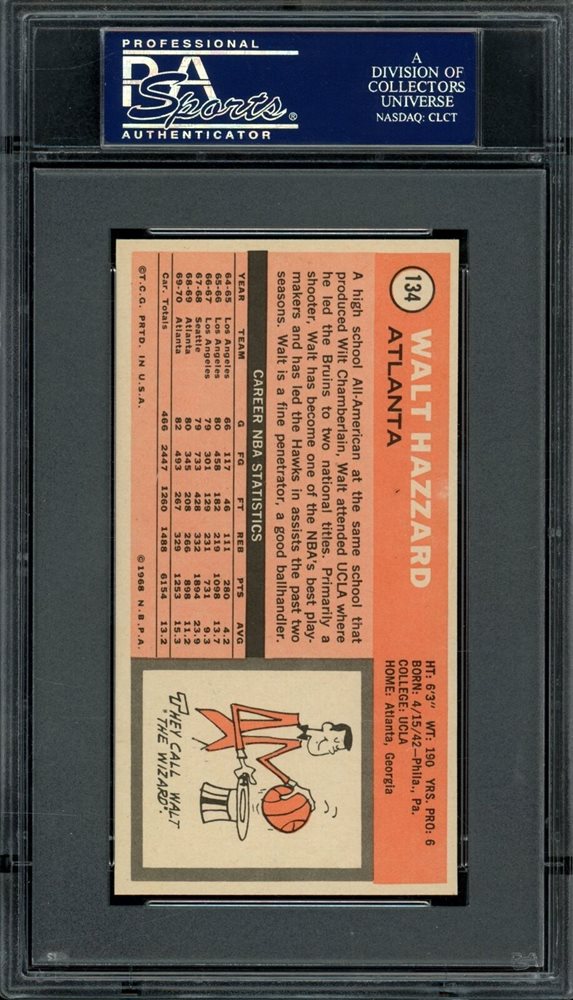 PROFESSIONAL
PSA
Sports®
AUTHENTICATOR
A
DIVISION OF
COLLECTORS
UNIVERSE
NASDAQ: CLCT
134
WALT HAZZARD
ATLANTA
HT: 6'3" WT: 190 YRS. PRO: 6
BORN: 4/15/42—Phila., Pa.
COLLEGE: UCLA
HOME: Atlanta, Georgia
A high school All-American at the same school that
produced Wilt Chamberlain, Walt attended UCLA where
he led the Bruins to two national titles. Primarily a
shooter, Walt has become one of the NBA's best play-
makers and has led the Hawks in assists the past two
seasons. Walt is a fine penetrator, a good ballhandler.
CAREER NBA STATISTICS
YEAR TEAM G FG FT REB PTS AVG
64-65 Los Angeles 66 117 46 111 280 4.2
65-66 Los Angeles 80 458 182 219 1098 13.7
66-67 Los Angeles 79 301 129 231 731 9.3
67-68 Seattle 79 733 428 332 1894 23.9
68-69 Atlanta 80 345 208 266 898 11.2
69-70 Atlanta 82 493 267 329 1253 15.3
Car. Totals 466 2447 1260 1488 6154 13.2
©T.C.G. PRTD. IN U.S.A. ©1968 N.B.P.A.
THEY CALL WALT
"THE WIZARD".